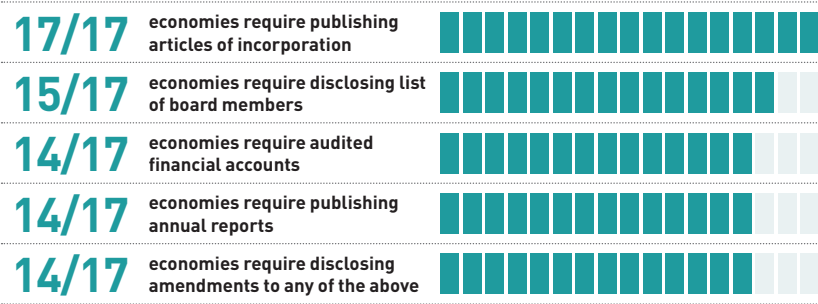 17/17
economies require publishing
articles of incorporation
15/17
economies require disclosing list
of board members
14/17
economies require audited
financial accounts
14/17
economies require publishing
annual reports
14/17
economies require disclosing
amendments to any of the above